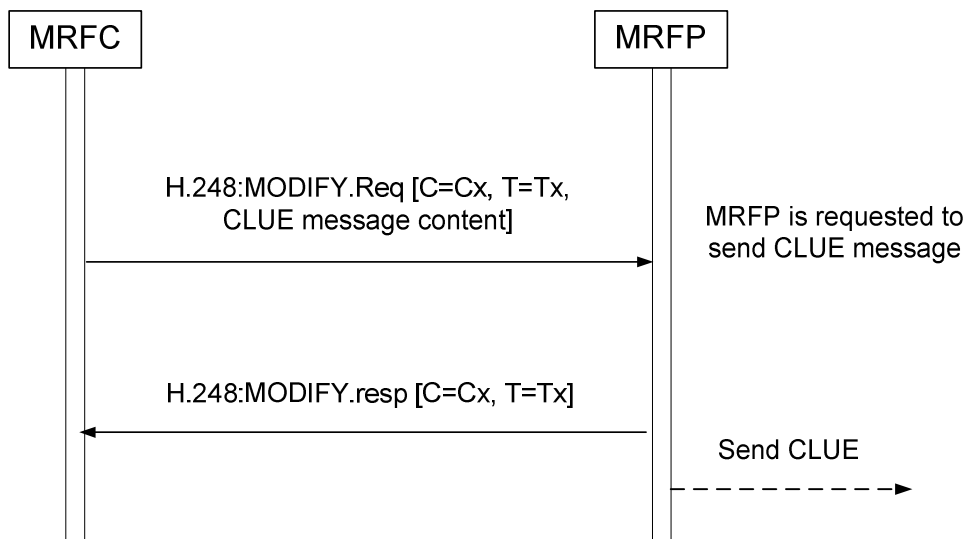 MRFC
MRFP
H.248:MODIFY.Req [C=Cx, T=Tx,
CLUE message content]
MRFP is requested to
send CLUE message
H.248:MODIFY.resp [C=Cx, T=Tx]
Send CLUE